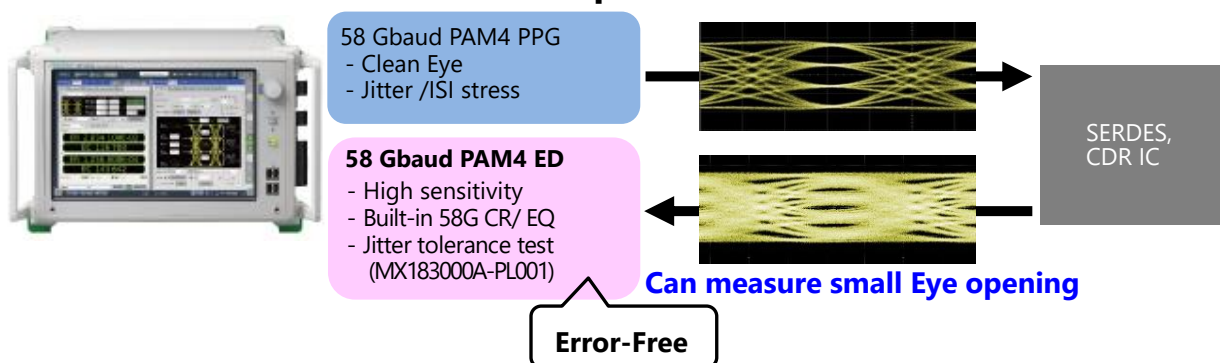 58 Gbaud PAM4 PPG
- Clean Eye
- Jitter /ISI stress
58 Gbaud PAM4 ED
- High sensitivity
- Built-in 58G CR/ EQ
- Jitter tolerance test
(MX183000A-PL001)
SERDES,
CDR IC
Can measure small Eye opening
Error-Free